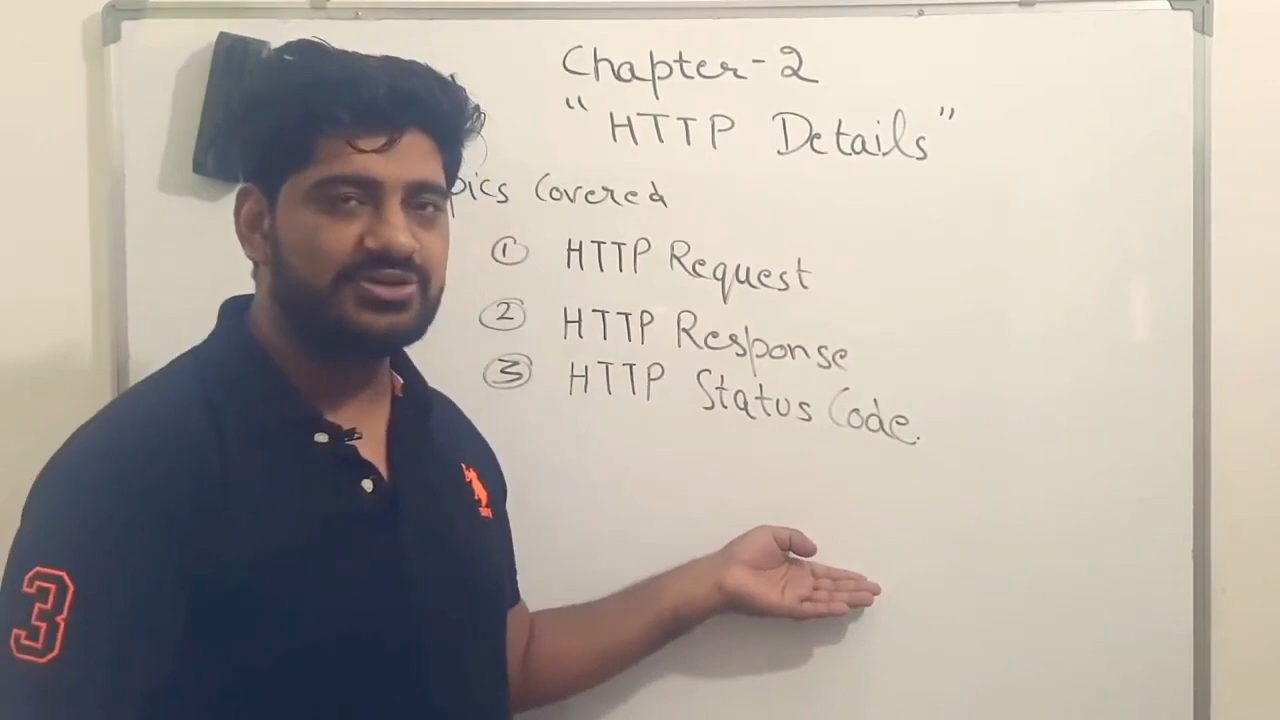 Chapter-2
"HTTP Details"
pics Covered
① HTTP Request
② HTTP Response
③ HTTP Status Code.
3